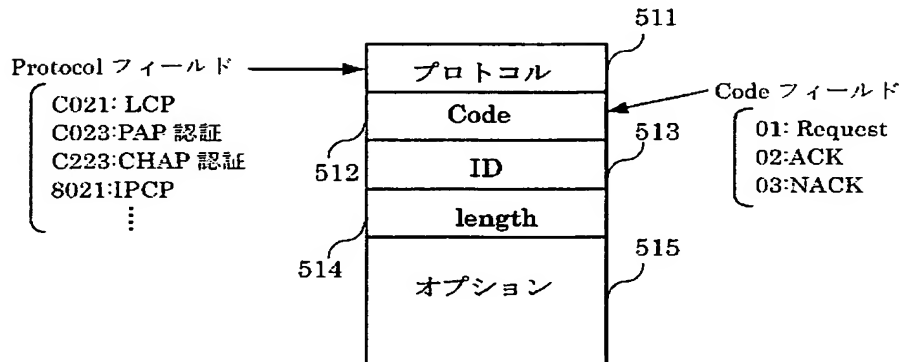 511
Protocol フィールド
プロトコル
C021: LCP
C023:PAP 認証
C223:CHAP 認証
8021:IPCP
Code
Code フィールド
01: Request
02:ACK
03:NACK
512
513
ID
length
514
515
オプション